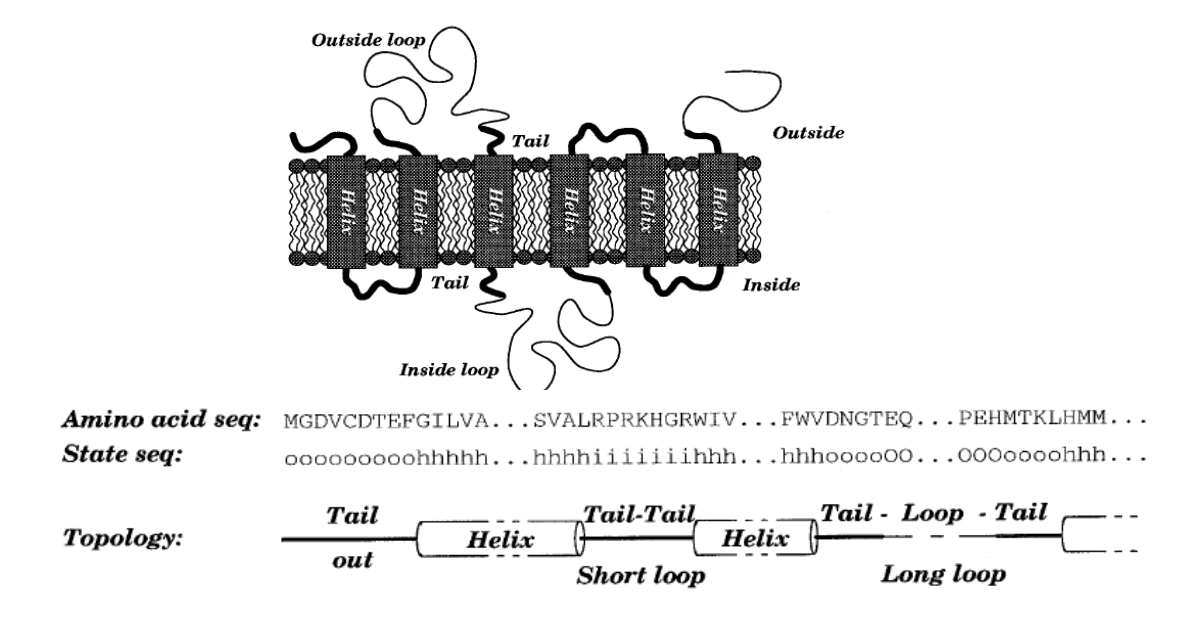 Outside loop
Tail
Outside
Helix Helix Helix Helix Helix Helix
Tail
Inside
Inside loop
Amino acid seq: MGDVCDTEFGILVA...SVALRPRKHGRWIV...FWVDNGTEQ...PEHMTKLHMM...
State seq: ooooooooohhhhh...hhhhiiiiiiihhh...hhhooooOO...OOOoooohhh...
Tail Tail-Tail Tail - Loop - Tail
Topology: Helix Helix
out
Short loop Long loop